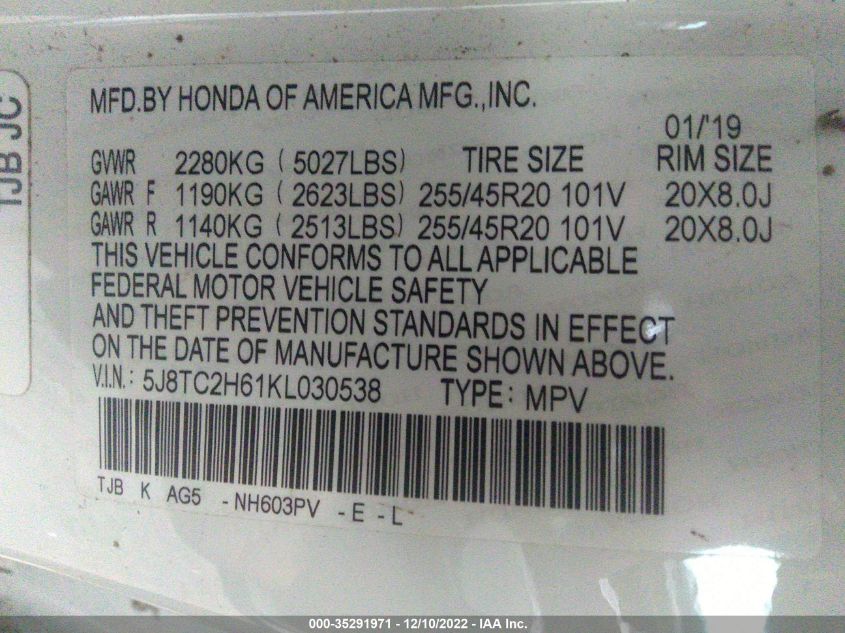 TJB JC
MFD.BY HONDA OF AMERICA MFG.,INC.
01/'19
GVWR 2280KG ( 5027LBS) TIRE SIZE RIM SIZE
GAWR F 1190KG ( 2623LBS) 255/45R20 101V 20X8.0J
GAWR R 1140KG ( 2513LBS) 255/45R20 101V 20X8.0J
THIS VEHICLE CONFORMS TO ALL APPLICABLE
FEDERAL MOTOR VEHICLE SAFETY
AND THEFT PREVENTION STANDARDS IN EFFECT
ON THE DATE OF MANUFACTURE SHOWN ABOVE.
V.I.N.: 5J8TC2H61KL030538 TYPE: MPV
TJB K AG5 -NH603PV -E-L
000-35291971 - 12/10/2022 - IAA Inc.